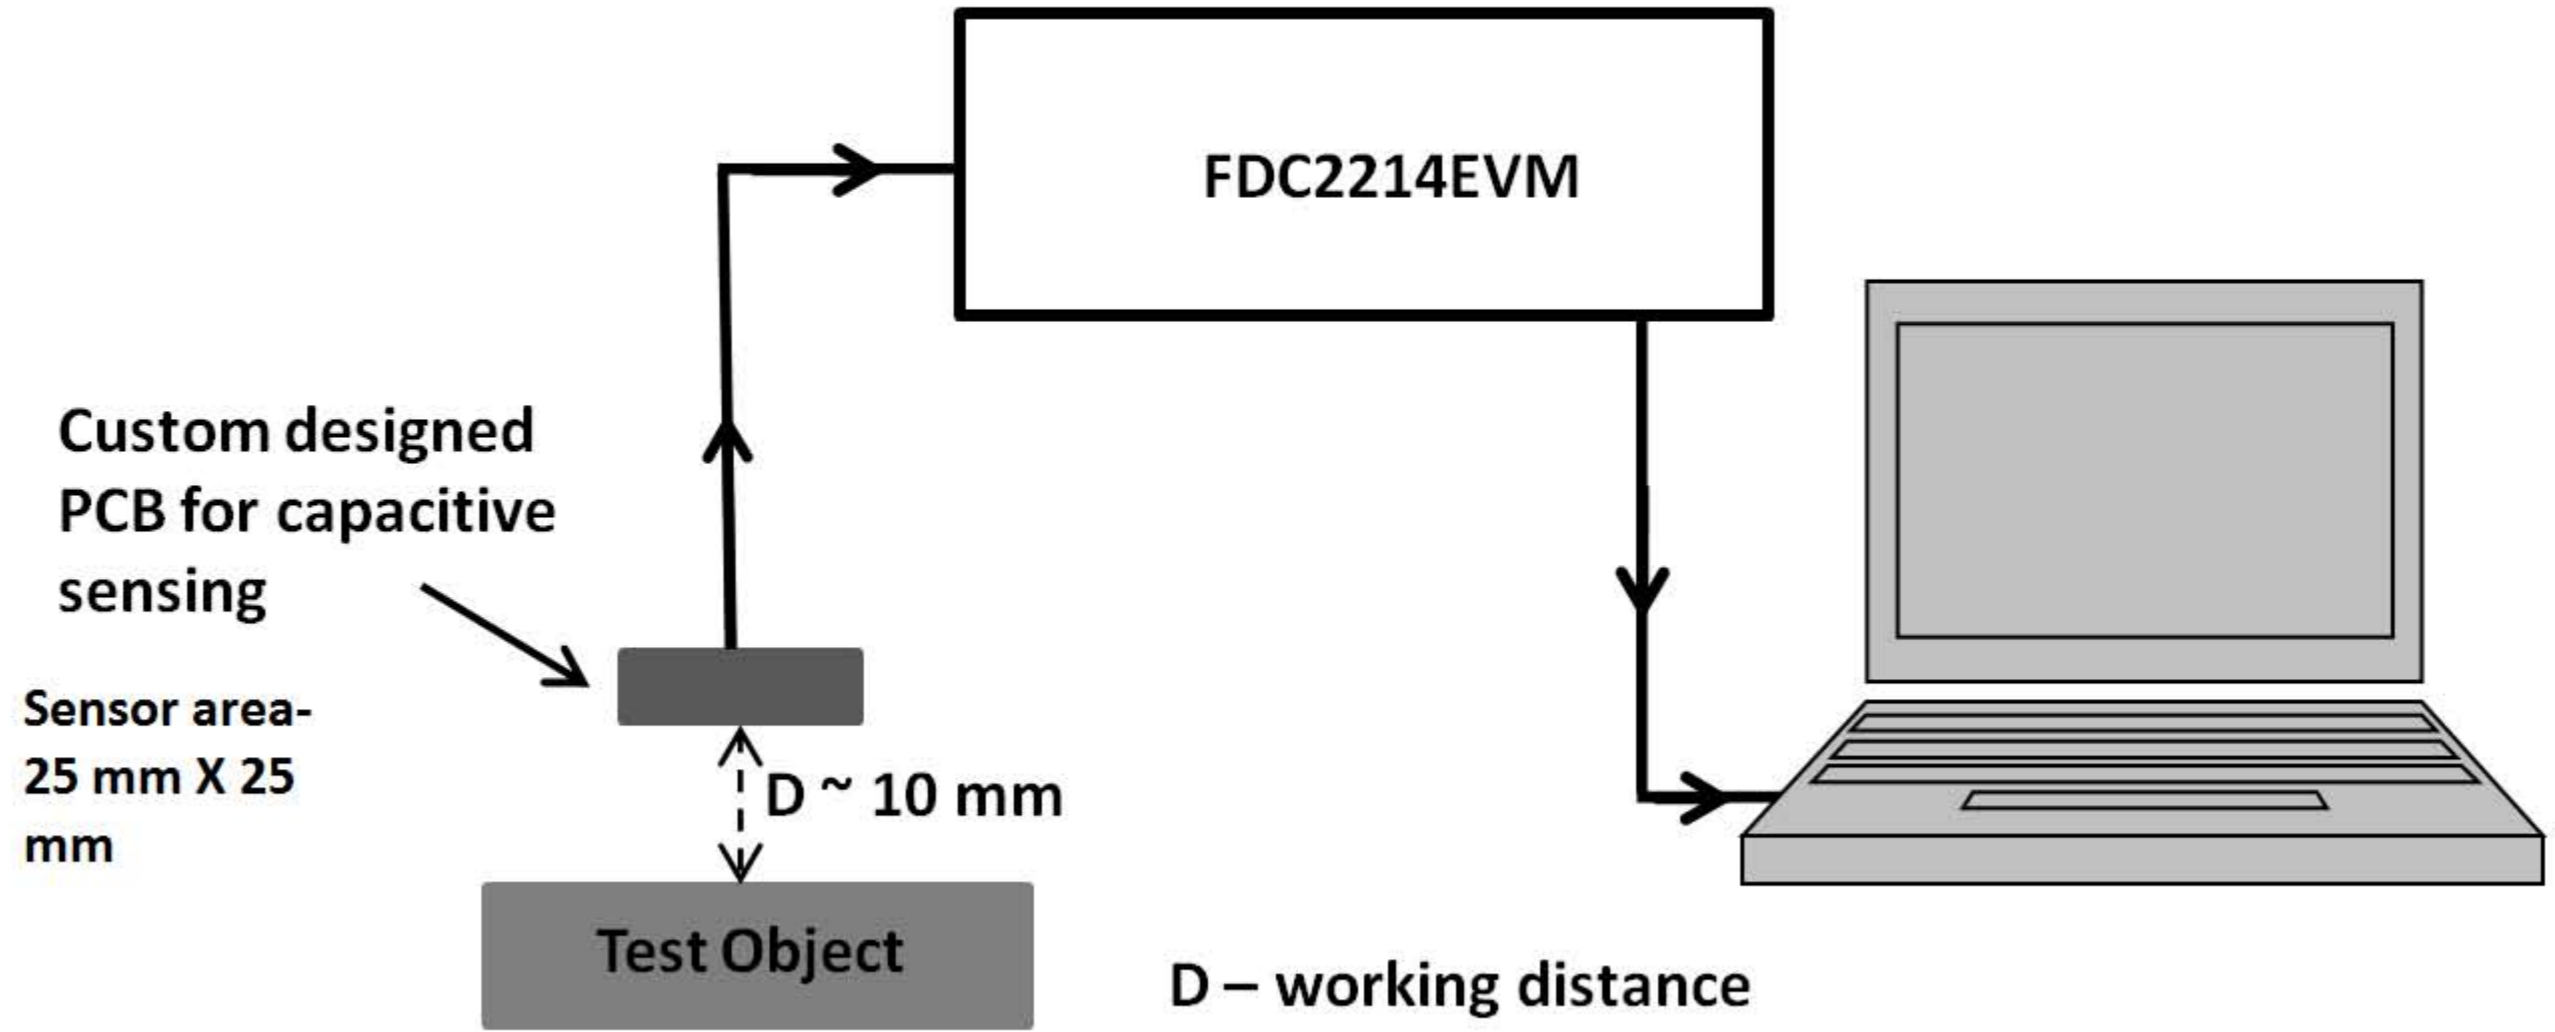 FDC2214EVM
Custom designed
PCB for capacitive
sensing
Sensor area-
25 mm X 25
mm
D ~ 10 mm
Test Object
D – working distance